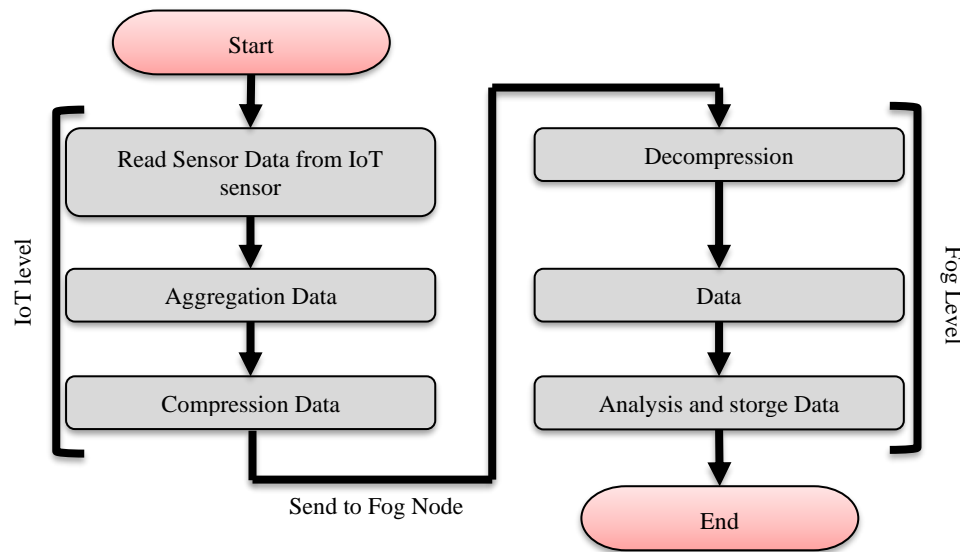 Start
Read Sensor Data from IoT
sensor
Aggregation Data
Compression Data
IoT level
Send to Fog Node
Decompression
Data
Analysis and storge Data
Fog Level
End